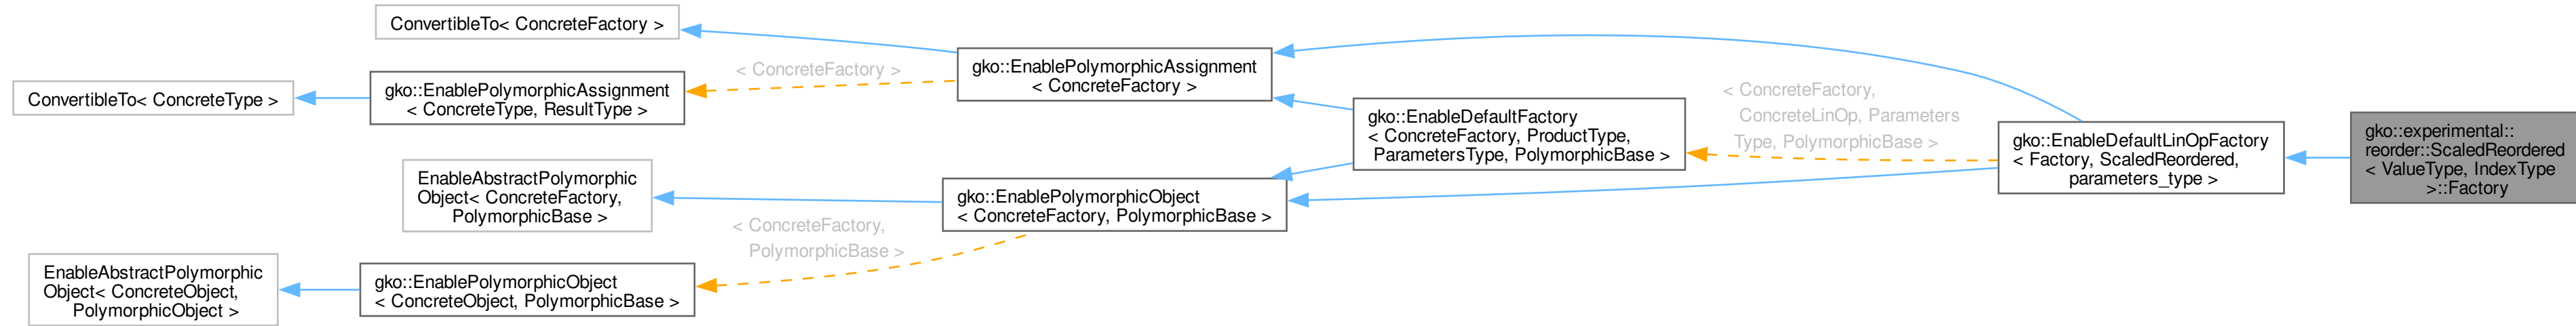 ConvertibleTo< ConcreteFactory >
ConvertibleTo< ConcreteType >
gko::EnablePolymorphicAssignment
< ConcreteType, ResultType >
< ConcreteFactory >
gko::EnablePolymorphicAssignment
< ConcreteFactory >
EnableAbstractPolymorphic
Object< ConcreteFactory,
PolymorphicBase >
EnableAbstractPolymorphic
Object< ConcreteObject,
PolymorphicObject >
gko::EnablePolymorphicObject
< ConcreteObject, PolymorphicBase >
< ConcreteFactory,
PolymorphicBase >
gko::EnablePolymorphicObject
< ConcreteFactory, PolymorphicBase >
gko::EnableDefaultFactory
< ConcreteFactory, ProductType,
ParametersType, PolymorphicBase >
< ConcreteFactory,
ConcreteLinOp, Parameters
Type, PolymorphicBase >
gko::EnableDefaultLinOpFactory
< Factory, ScaledReordered,
parameters_type >
gko::experimental::
reorder::ScaledReordered
< ValueType, IndexType
>::Factory